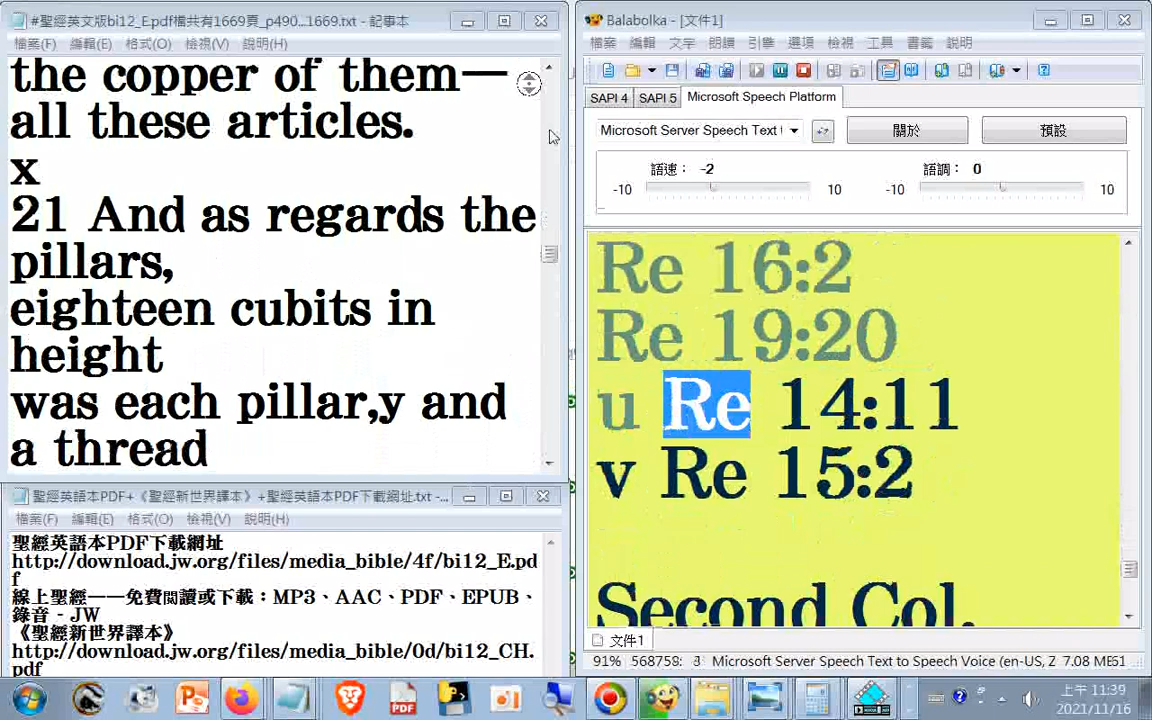 #聖經英文版bi12_E.pdf檔共有1669頁_p490...1669.txt - 記事本
檔案(F) 編輯(E) 格式(O) 檢視(V) 說明(H)
the copper of them—
all these articles.
x
21 And as regards the
pillars,
eighteen cubits in
height
was each pillar,y and
a thread
聖經英語本PDF+《聖經新世界譯本》+聖經英語本PDF下載網址.txt -...
檔案(F) 編輯(E) 格式(O) 檢視(V) 說明(H)
聖經英語本PDF下載網址
http://download.jw.org/files/media_bible/4f/bi12_E.pd
f
線上聖經——免費閱讀或下載：MP3、AAC、PDF、EPUB、
錄音 - JW
《聖經新世界譯本》
http://download.jw.org/files/media_bible/0d/bi12_CH.
pdf
Balabolka - [文件1]
檔案 編輯 文字 朗讀 引擎 選項 檢視 工具 書籤 說明
SAPI 4 SAPI 5 Microsoft Speech Platform
Microsoft Server Speech Text t 關於 預設
語速： -2 語調： 0
-10 10 -10 10
Re 16:2
Re 19:20
u Re 14:11
v Re 15:2
Second Col.
文件1
91% 568758: Microsoft Server Speech Text to Speech Voice (en-US, Z 7.08 ME51
上午 11:39
2021/11/16